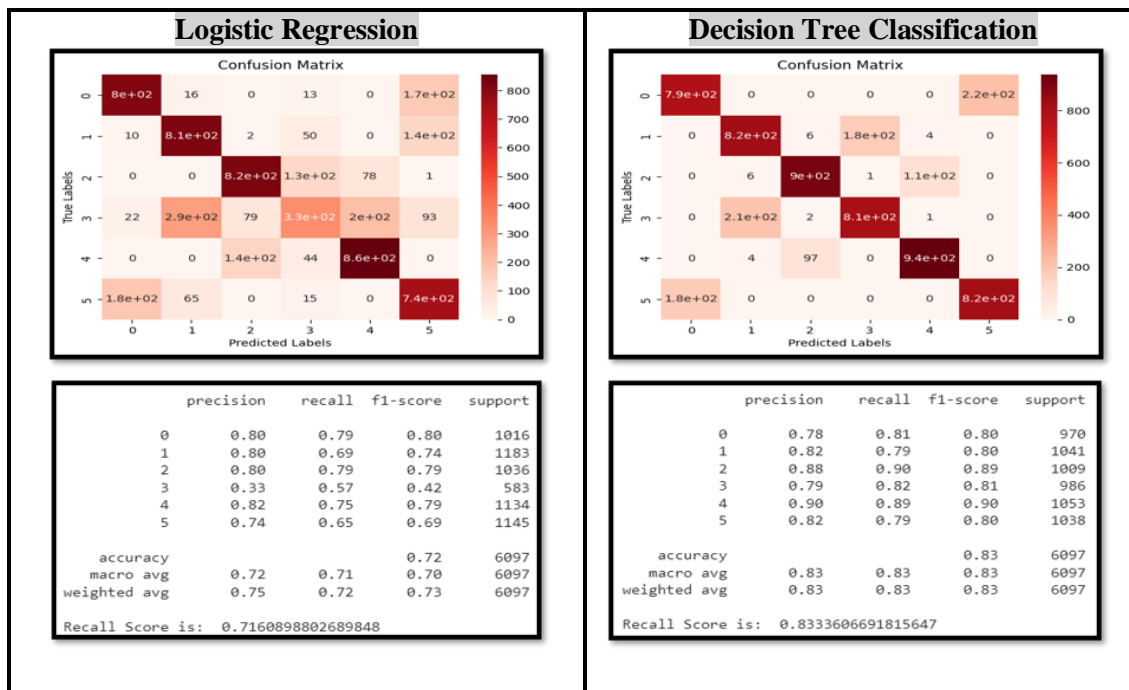 Logistic Regression
Confusion Matrix
0 8e+02 16 0 13 0 1.7e+02
1 10 8.1e+02 2 50 0 1.4e+02
2 0 0 8.2e+02 1.3e+02 78 1
3 22 2.9e+02 79 3.3e+02 2e+02 93
4 0 0 1.4e+02 44 8.6e+02 0
5 1.8e+02 65 0 15 0 7.4e+02
0 1 2 3 4 5
True Labels
Predicted Labels
800
700
600
500
400
300
200
100
0
precision recall f1-score support
0 0.80 0.79 0.80 1016
1 0.80 0.69 0.74 1183
2 0.80 0.79 0.79 1036
3 0.33 0.57 0.42 583
4 0.82 0.75 0.79 1134
5 0.74 0.65 0.69 1145
accuracy 0.72 6097
macro avg 0.72 0.71 0.70 6097
weighted avg 0.75 0.72 0.73 6097
Recall Score is: 0.7160898802689848
Decision Tree Classification
Confusion Matrix
0 7.9e+02 0 0 0 0 2.2e+02
1 0 8.2e+02 6 1.8e+02 4 0
2 0 6 9e+02 1 1.1e+02 0
3 0 2.1e+02 2 8.1e+02 1 0
4 0 4 97 0 9.4e+02 0
5 1.8e+02 0 0 0 0 8.2e+02
0 1 2 3 4 5
True Labels
Predicted Labels
800
600
400
200
0
precision recall f1-score support
0 0.78 0.81 0.80 970
1 0.82 0.79 0.80 1041
2 0.88 0.90 0.89 1009
3 0.79 0.82 0.81 986
4 0.90 0.89 0.90 1053
5 0.82 0.79 0.80 1038
accuracy 0.83 6097
macro avg 0.83 0.83 0.83 6097
weighted avg 0.83 0.83 0.83 6097
Recall Score is: 0.8333606691815647